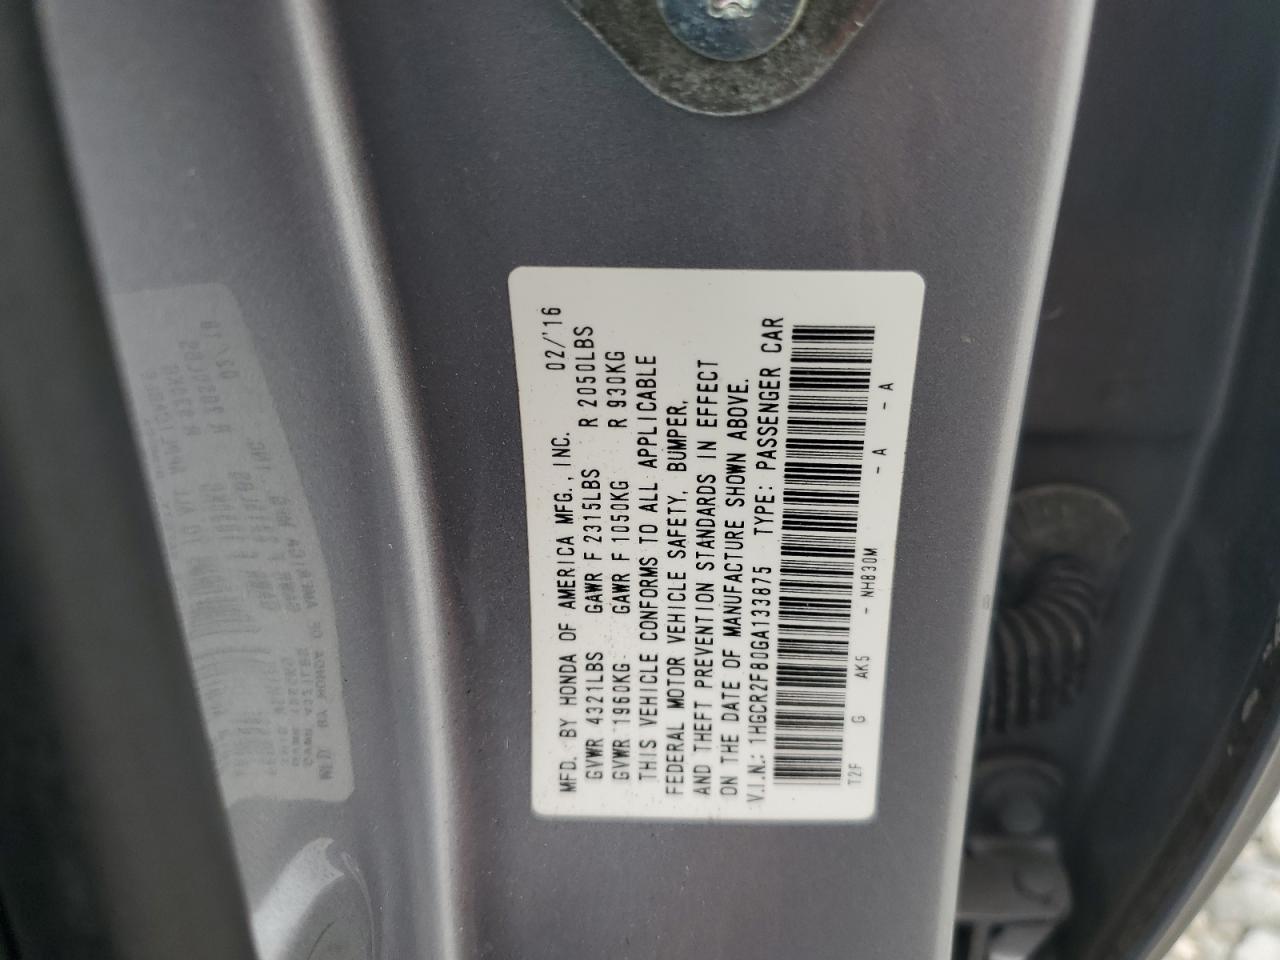 MFD. BY HONDA OF AMERICA MFG., INC. 02/'16
GVWR 4321LBS GAWR F 2315LBS R 2050LBS
GVWR 1960KG GAWR F 1050KG R 930KG
THIS VEHICLE CONFORMS TO ALL APPLICABLE
FEDERAL MOTOR VEHICLE SAFETY, BUMPER,
AND THEFT PREVENTION STANDARDS IN EFFECT
ON THE DATE OF MANUFACTURE SHOWN ABOVE.
V.I.N.: 1HGCR2F80GA133875 TYPE: PASSENGER CAR
T2F G AK5 - NH830M - A - A